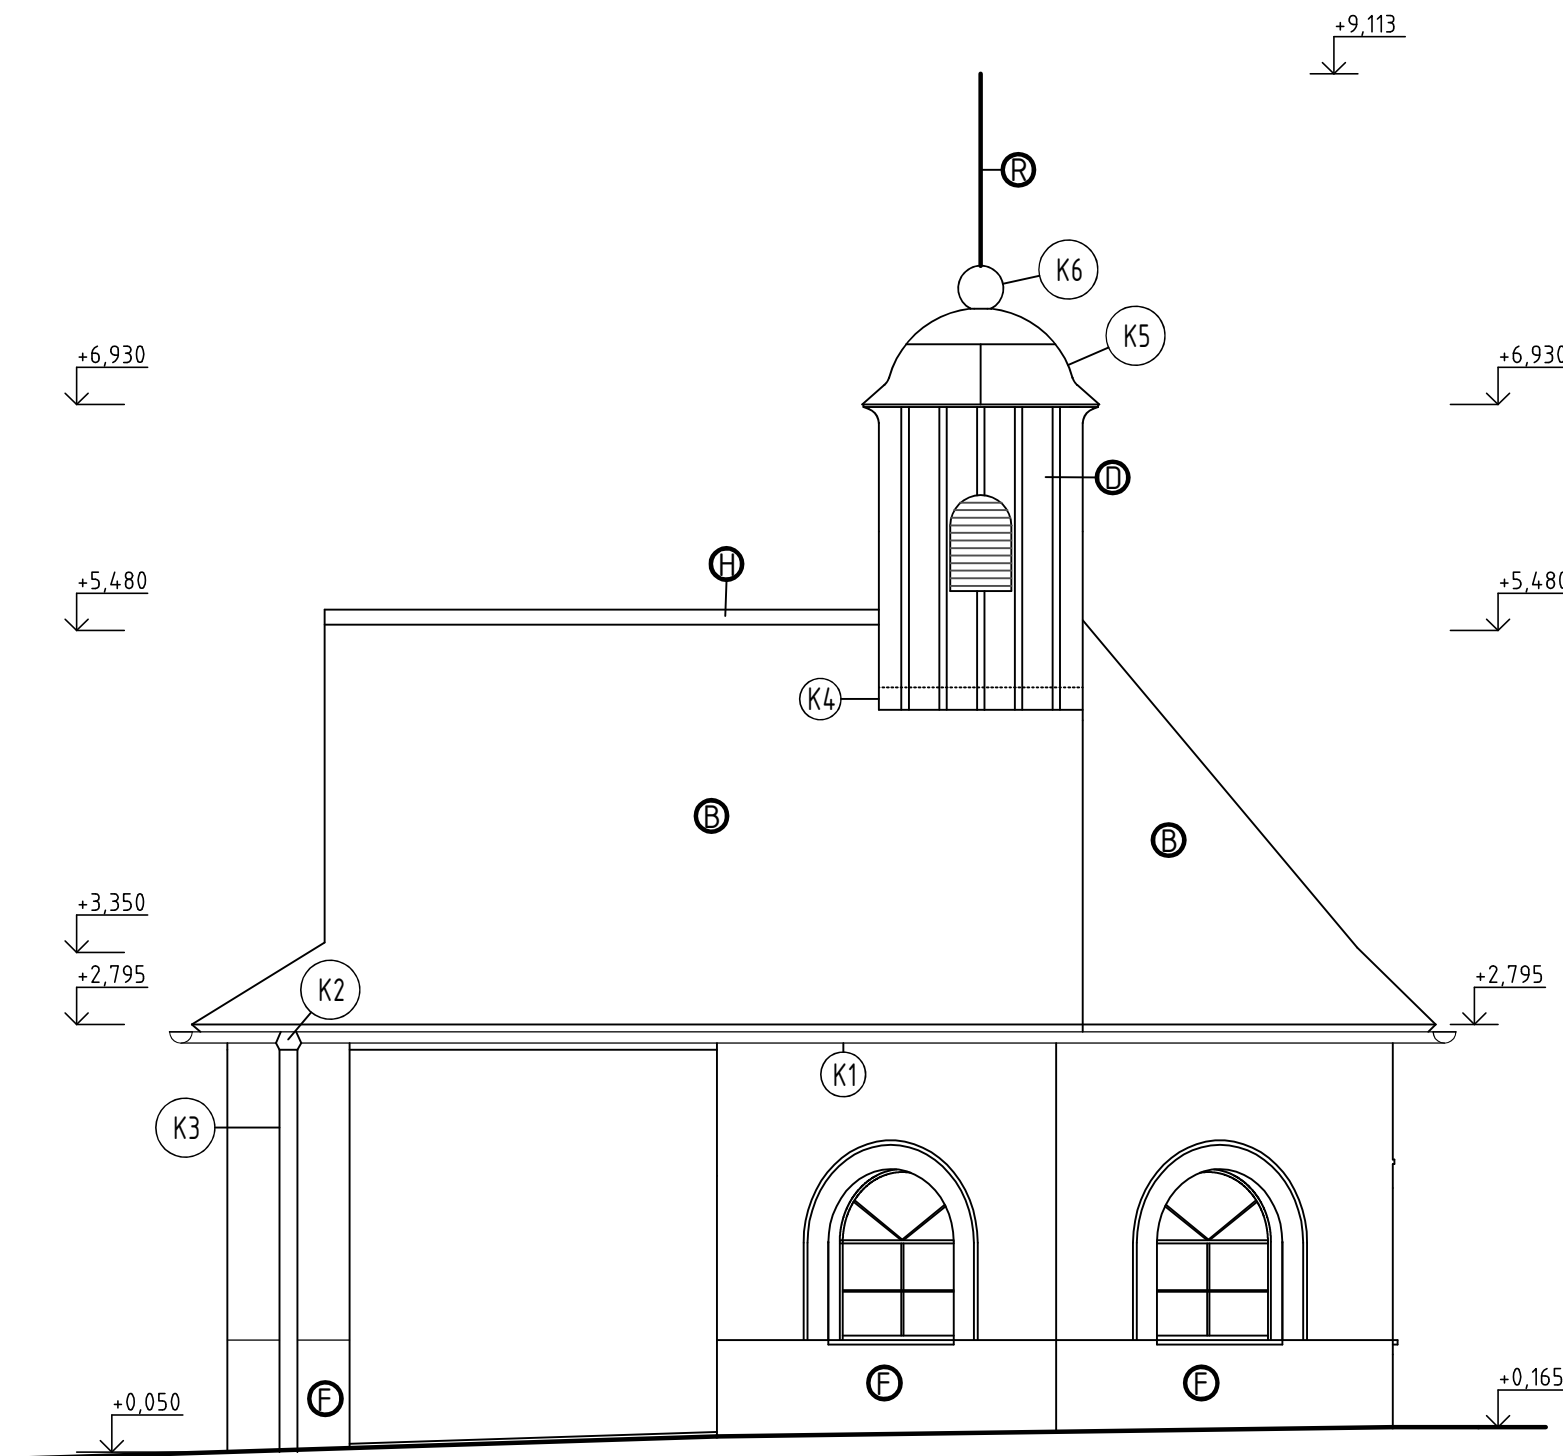 +9,113
R
K6
K5
+6,930
+6,930
D
H
+5,480
+5,480
K4
B
B
+3,350
+2,795
K2
+2,795
K1
K3
F
F
F
+0,050
+0,165